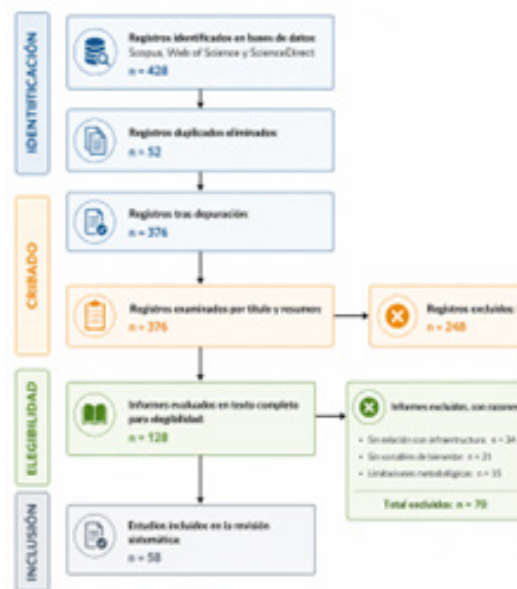 IDENTIFICACIÓN
Registros identificados en bases de datos:
Scopus, Web of Science y ScienceDirect
n = 428
Registros duplicados eliminados:
n = 52
Registros tras depuración:
n = 376
CRIBADO
Registros examinados por título y resumen:
n = 376
Registros excluidos:
n = 248
ELEGIBILIDAD
Informes evaluados en texto completo
para elegibilidad:
n = 128
Informes excluidos, con razones
• Sin relación con infraestructura: n = 34
• Sin variables de bienestar: n = 21
• Limitaciones metodológicas: n = 15
Total excluidos: n = 70
INCLUSIÓN
Estudios incluidos en la revisión
sistemática:
n = 58